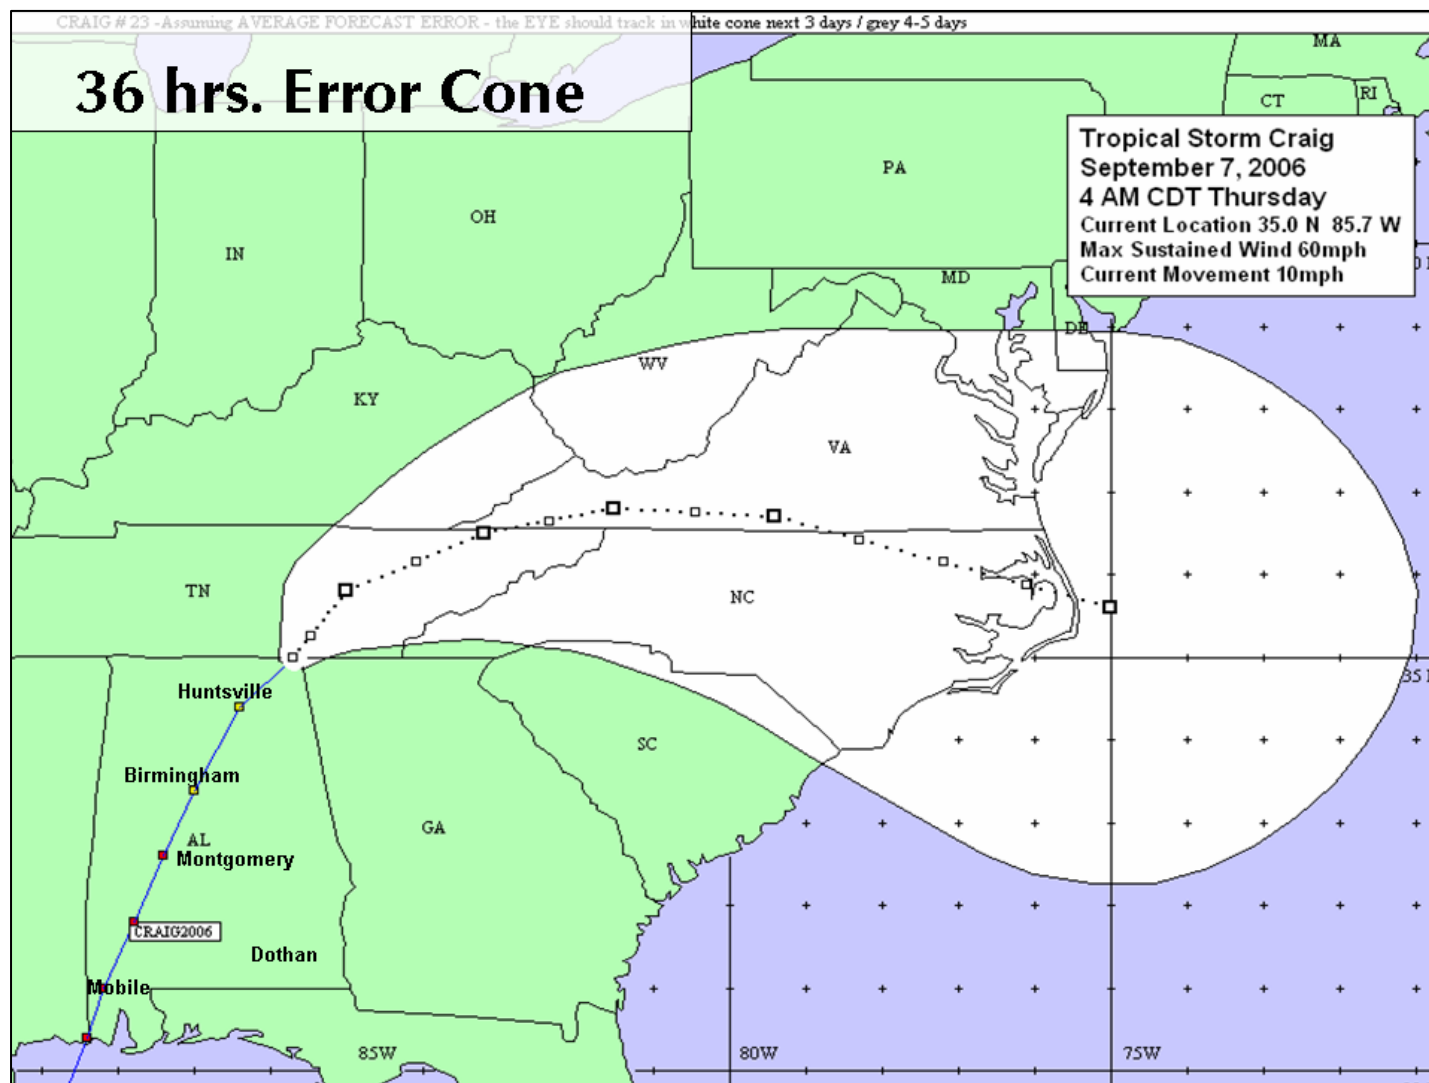 CRAIG # 23 -Assuming AVERAGE FORECAST ERROR - the EYE should track in white cone next 3 days / grey 4-5 days
36 hrs. Error Cone
MA
CT
RI
Tropical Storm Craig
September 7, 2006
4 AM CDT Thursday
Current Location 35.0 N 85.7 W
Max Sustained Wind 60mph
Current Movement 10mph
PA
OH
IN
MD
DE
WV
KY
VA
TN
NC
35
Huntsville
SC
Birmingham
GA
AL
Montgomery
CRAIG2006
Dothan
Mobile
85W
80W
75W